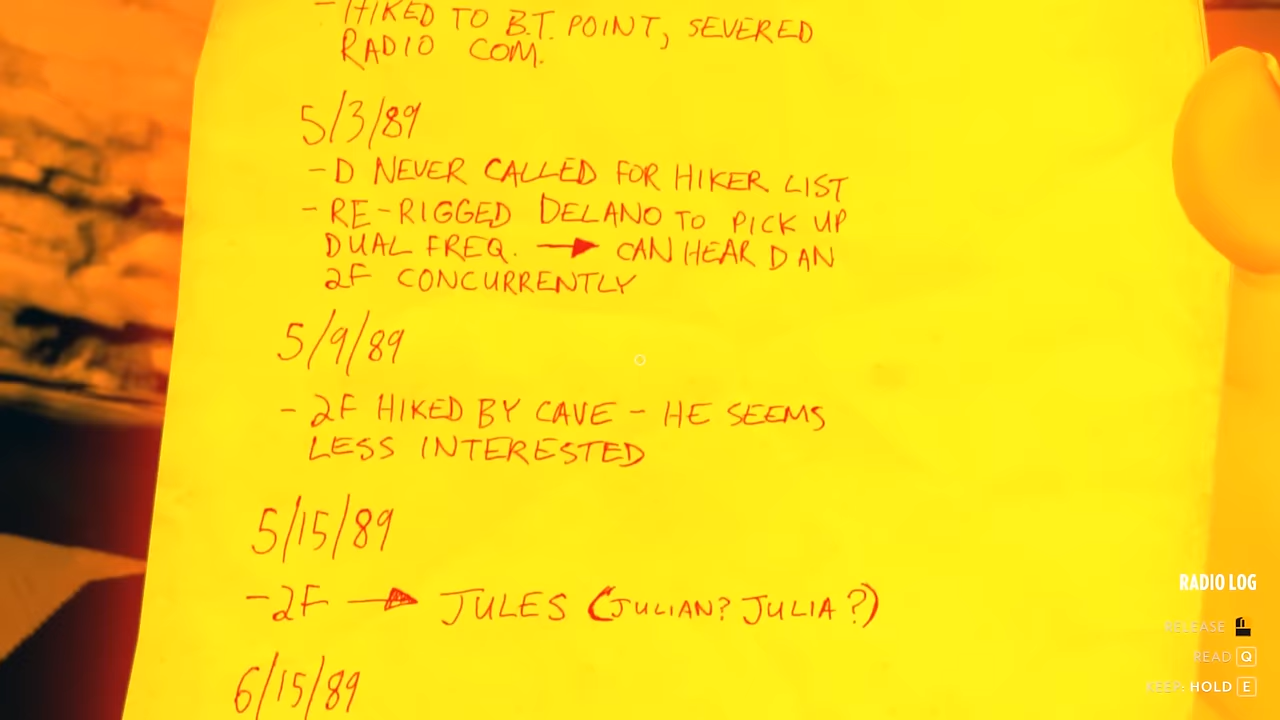 - HIKED TO B.T. POINT, SEVERED
RADIO COM.
5/3/89
- D NEVER CALLED FOR HIKER LIST
- RE-RIGGED DELANO TO PICK UP
DUAL FREQ. → CAN HEAR D AN
2F CONCURRENTLY
5/9/89
- 2F HIKED BY CAVE - HE SEEMS
LESS INTERESTED
5/15/89
- 2F → JULES (JULIAN? JULIA?)
6/15/89
RADIO LOG
RELEASE
READ Q
KEEP: HOLD E